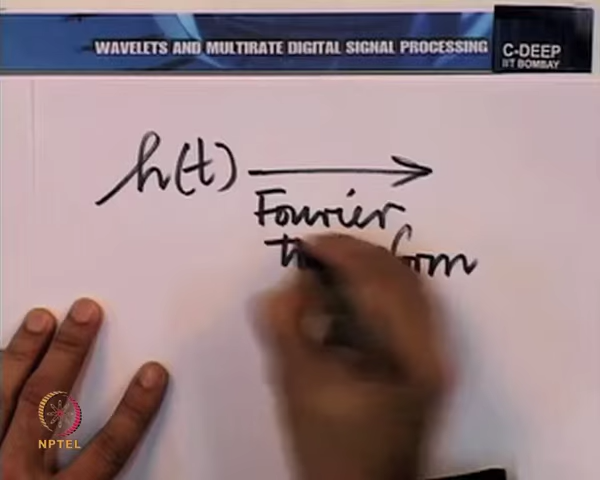 WAVELETS AND MULTIRATE DIGITAL SIGNAL PROCESSING
C-DEEP
IIT BOMBAY
h(t)
Fourier
NPTEL